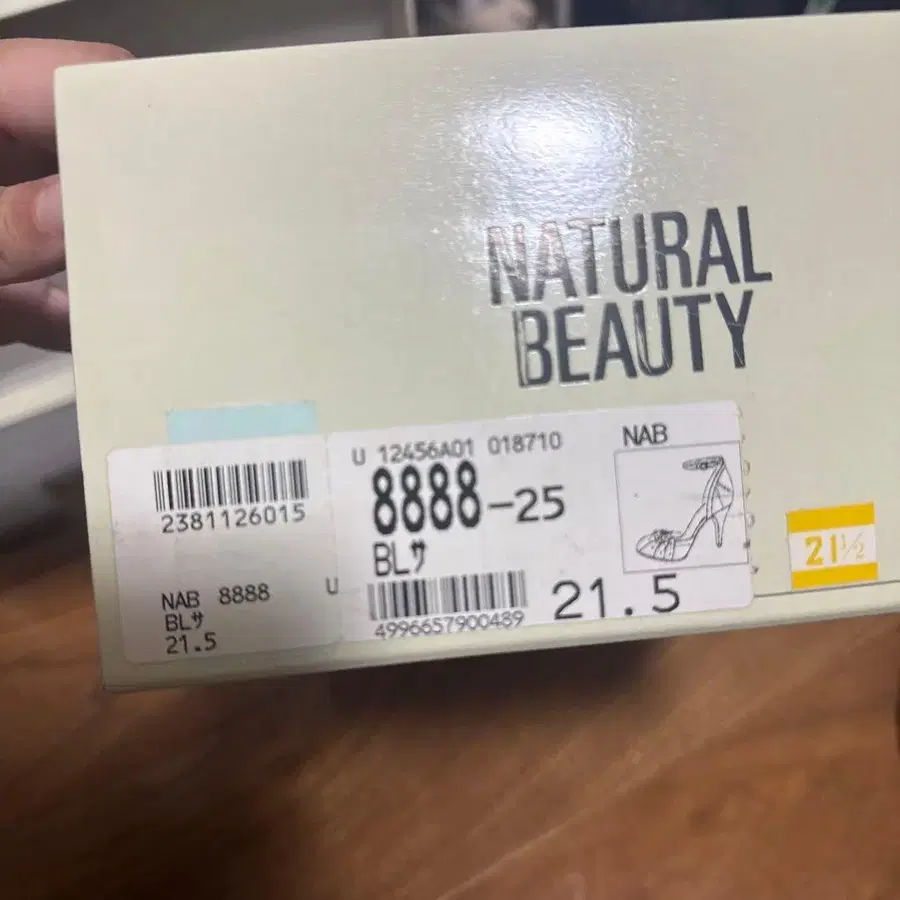 NATURAL
BEAUTY
2381126015
NAB 8888 U
BLサ
21.5
U 12456A01 018710
8888-25
BLサ
4996657900489
21.5
NAB
21½